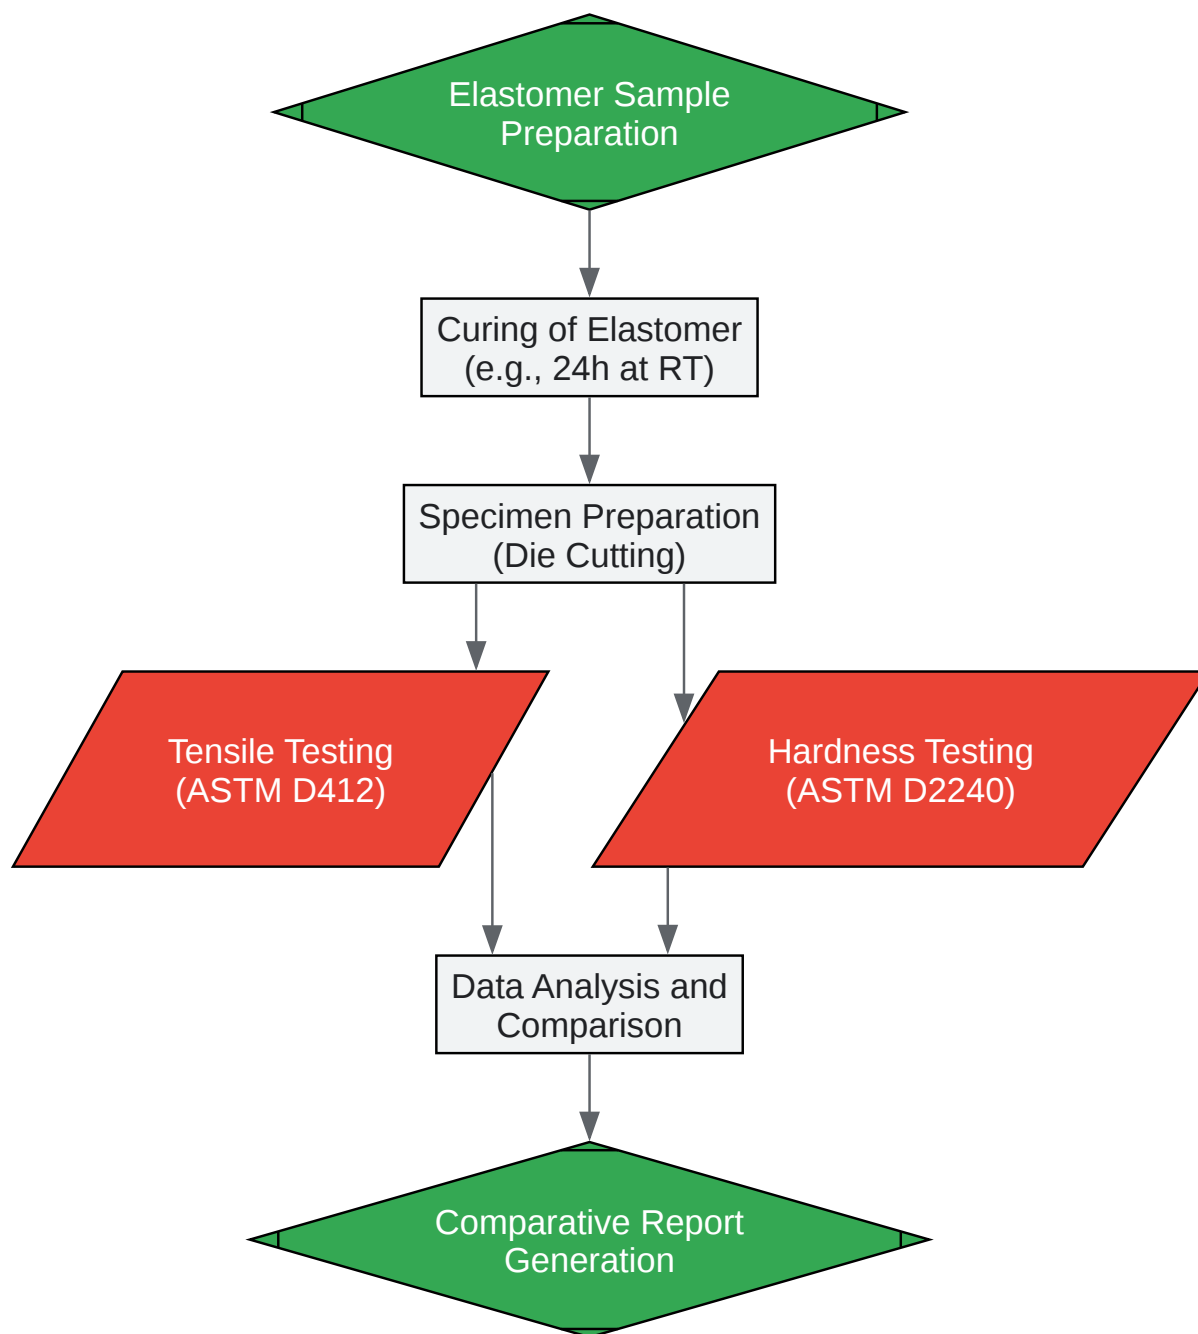 Elastomer Sample
Preparation
Curing of Elastomer
(e.g., 24h at RT)
Specimen Preparation
(Die Cutting)
Tensile Testing
(ASTM D412)
Hardness Testing
(ASTM D2240)
Data Analysis and
Comparison
Comparative Report
Generation